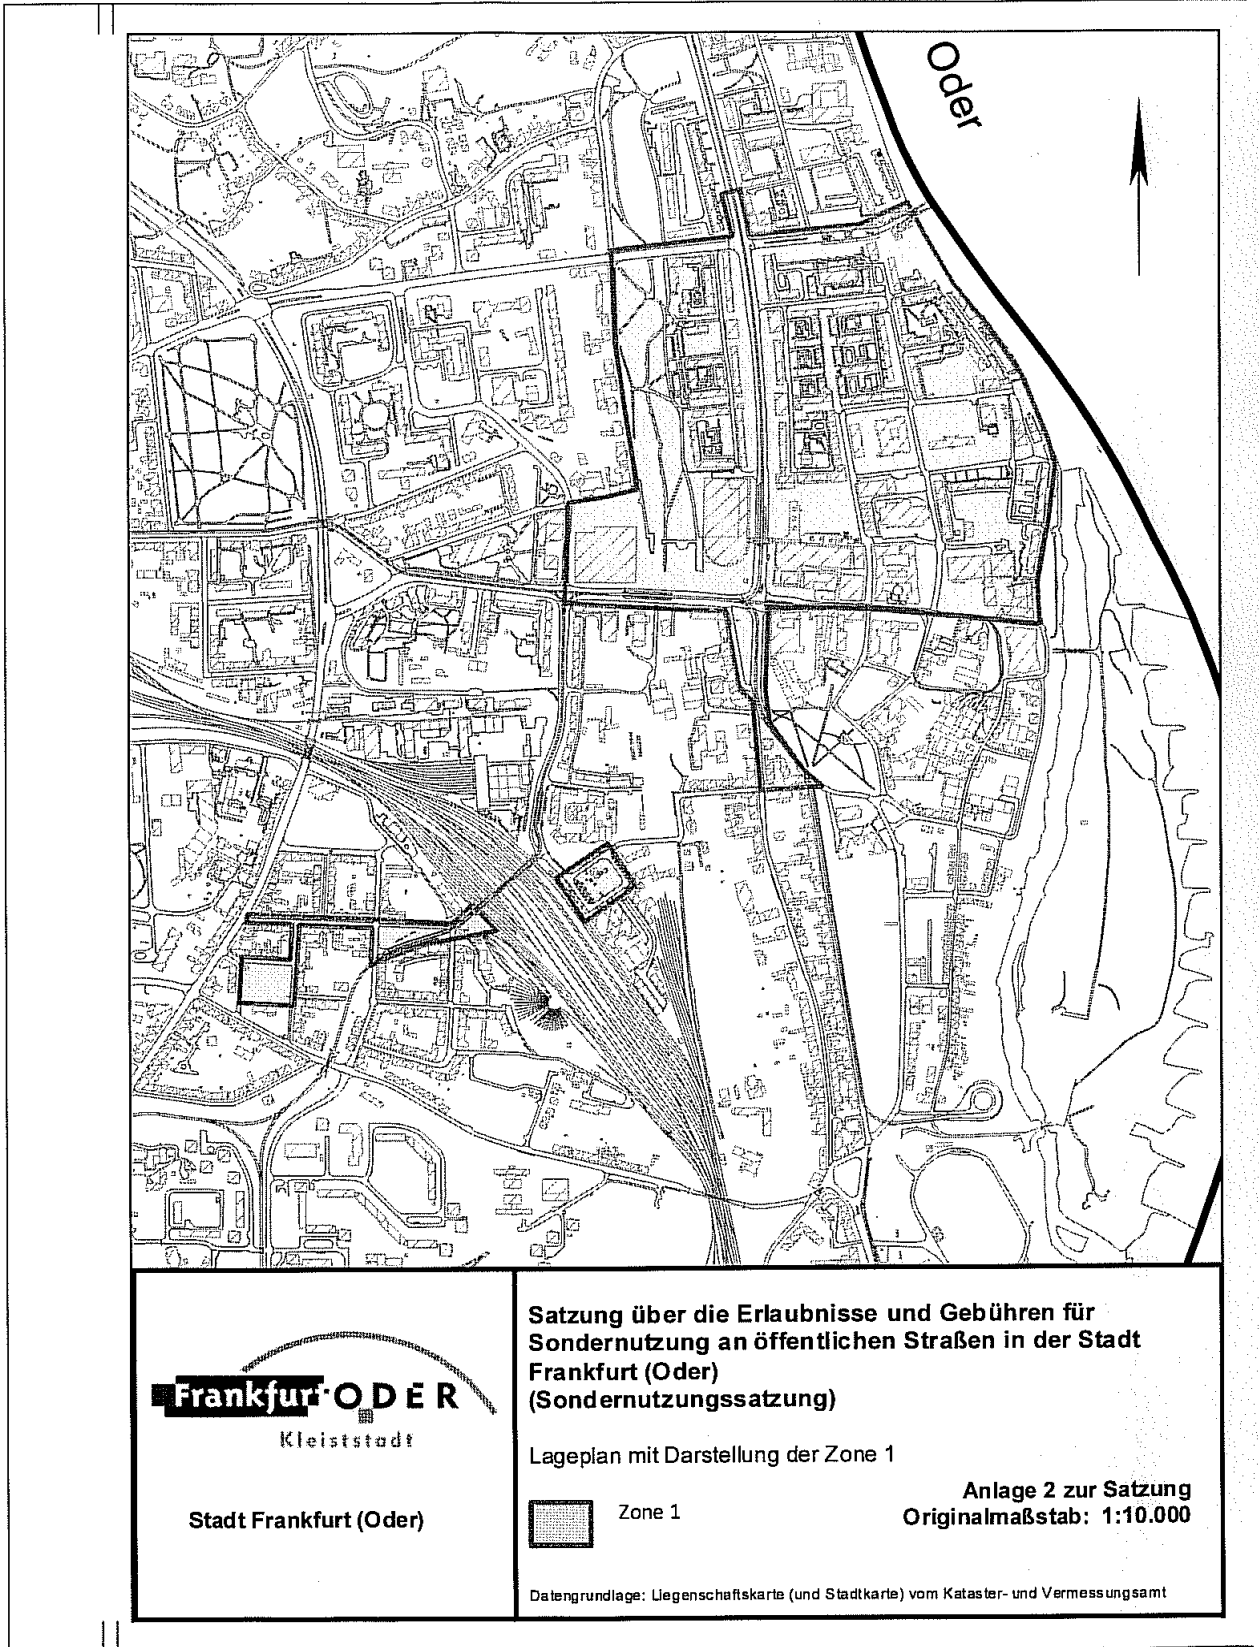 Oder
Frankfurt ODER
Kleiststadt
Stadt Frankfurt (Oder)
Satzung über die Erlaubnisse und Gebühren für
Sondernutzung an öffentlichen Straßen in der Stadt
Frankfurt (Oder)
(Sondernutzungssatzung)
Lageplan mit Darstellung der Zone 1
Zone 1
Anlage 2 zur Satzung
Originalmaßstab: 1:10.000
Datengrundlage: Liegenschaftskarte (und Stadtkarte) vom Kataster- und Vermessungsamt